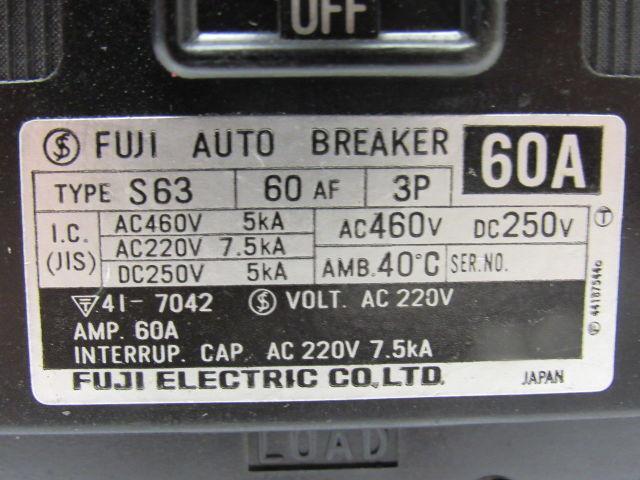 OFF
FUJI AUTO BREAKER 60A
TYPE S63 60 AF 3P
I.C. (JIS)
AC460V 5kA
AC220V 7.5kA
DC250V 5kA
AC460V DC250V
AMB.40°C SER.NO.
41-7042 VOLT. AC 220V
AMP. 60A
INTERRUP. CAP. AC 220V 7.5kA
FUJI ELECTRIC CO.,LTD. JAPAN
LOAD